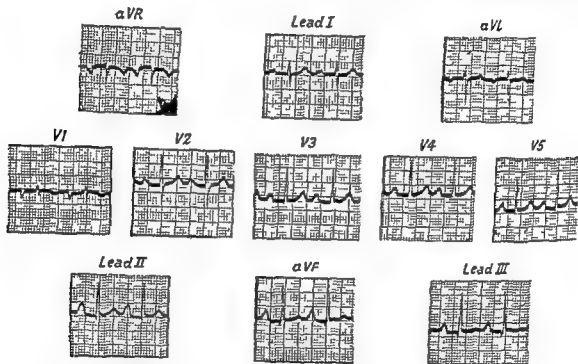 aVR
Lead I
aVl
V1
V2
V3
V4
V5
Lead II
aVF
Lead III